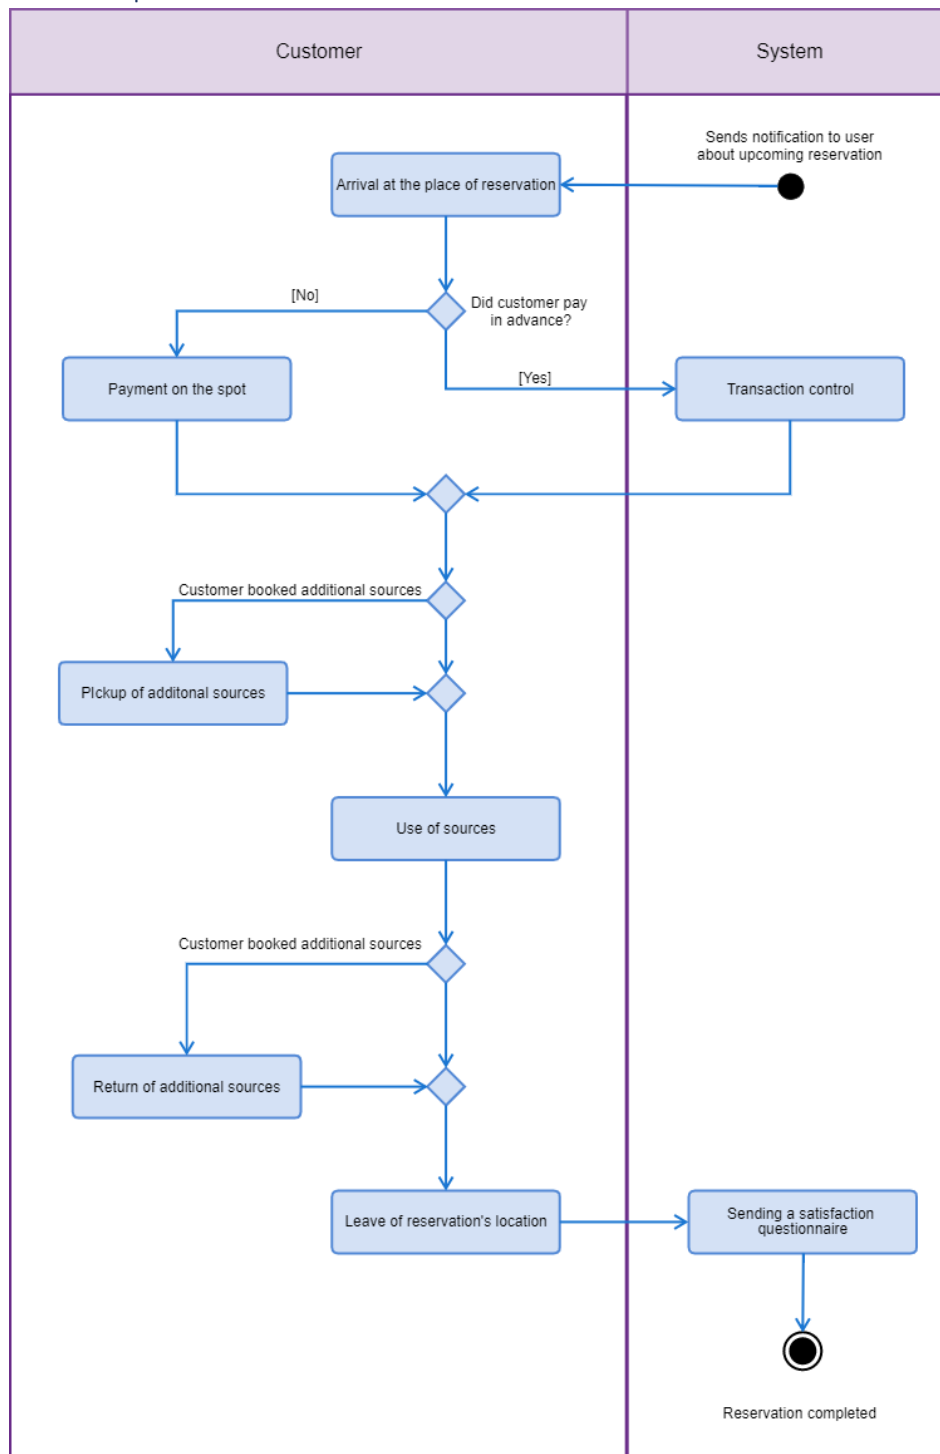 Customer
System
Sends notification to user
about upcoming reservation
Arrival at the place of reservation
[No]
Did customer pay
in advance?
Payment on the spot
[Yes]
Transaction control
Customer booked additional sources
PIckup of additonal sources
Use of sources
Customer booked additional sources
Return of additional sources
Leave of reservation's location
Sending a satisfaction
questionnaire
Reservation completed